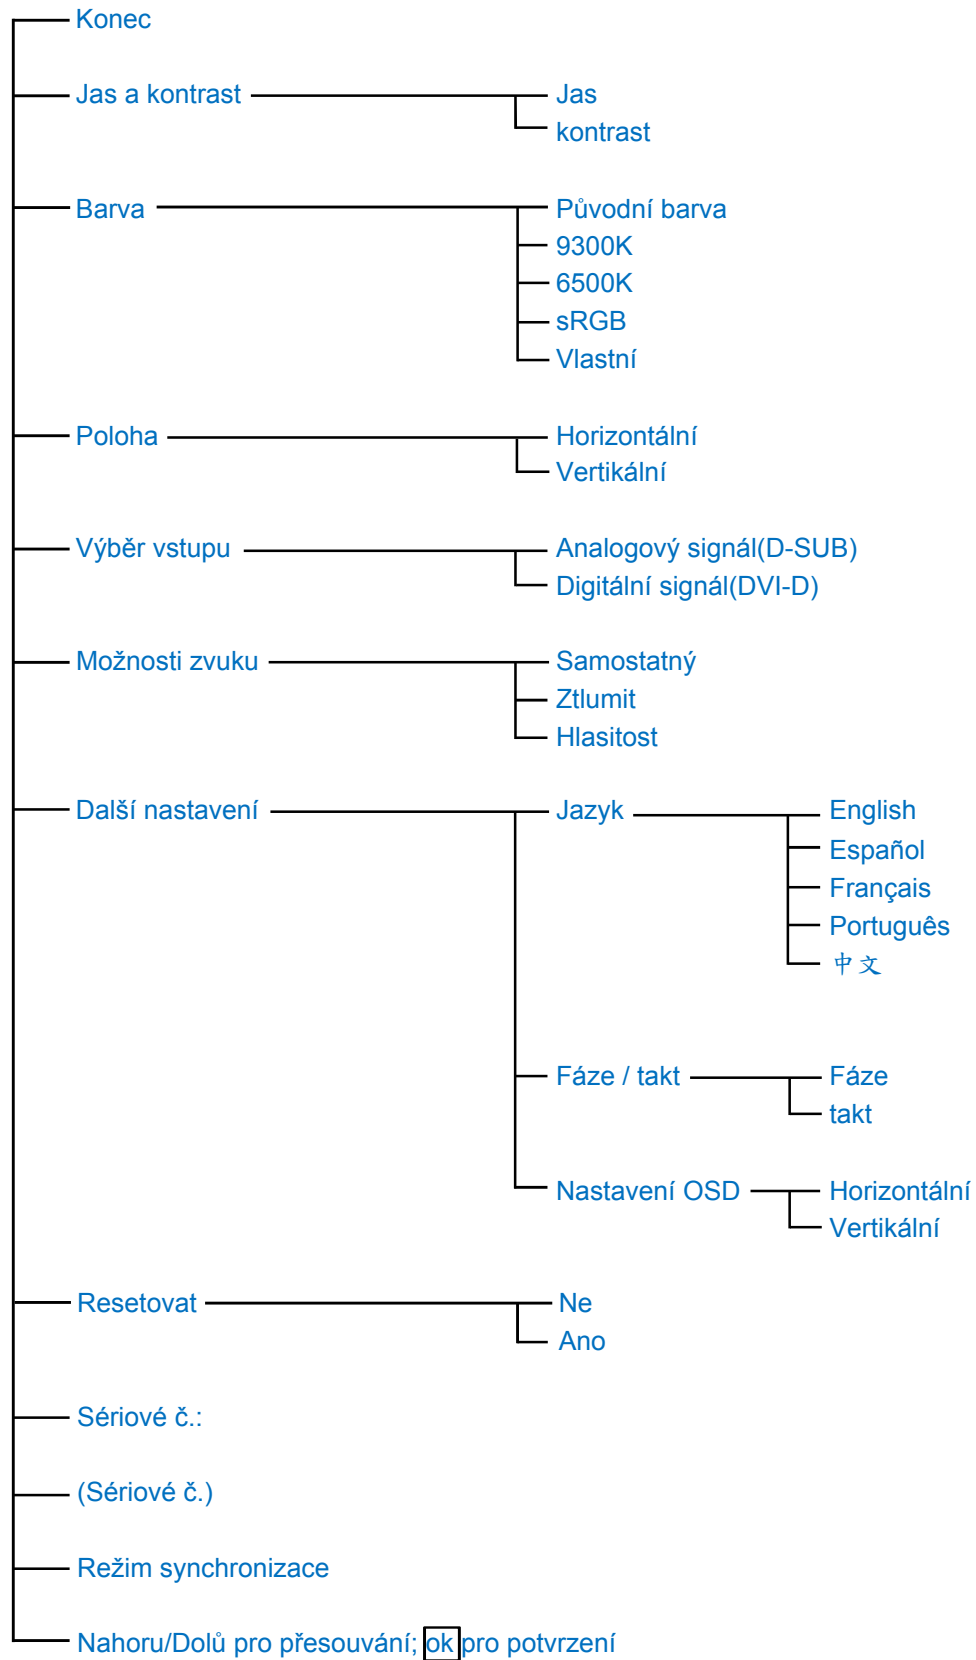 Konec
Jas a kontrast Jas
kontrast
Barva Původní barva
9300K
6500K
sRGB
Vlastní
Poloha Horizontální
Vertikální
Výběr vstupu Analogový signál(D-SUB)
Digitální signál(DVI-D)
Možnosti zvuku Samostatný
Ztlumit
Hlasitost
Další nastavení Jazyk English
Español
Français
Português
中文
Fáze / takt Fáze
takt
Nastavení OSD Horizontální
Vertikální
Resetovat Ne
Ano
Sériové č.:
(Sériové č.)
Režim synchronizace
Nahoru/Dolů pro přesouvání; ok pro potvrzení